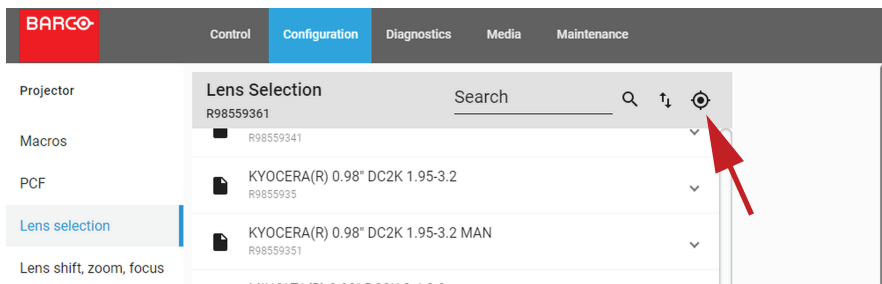 BARCO
Control Configuration Diagnostics Media Maintenance
Projector
Macros
PCF
Lens selection
Lens shift, zoom, focus
Lens Selection
R98559361
Search
R98559341
KYOCERA(R) 0.98" DC2K 1.95-3.2
R9855935
KYOCERA(R) 0.98" DC2K 1.95-3.2 MAN
R98559351